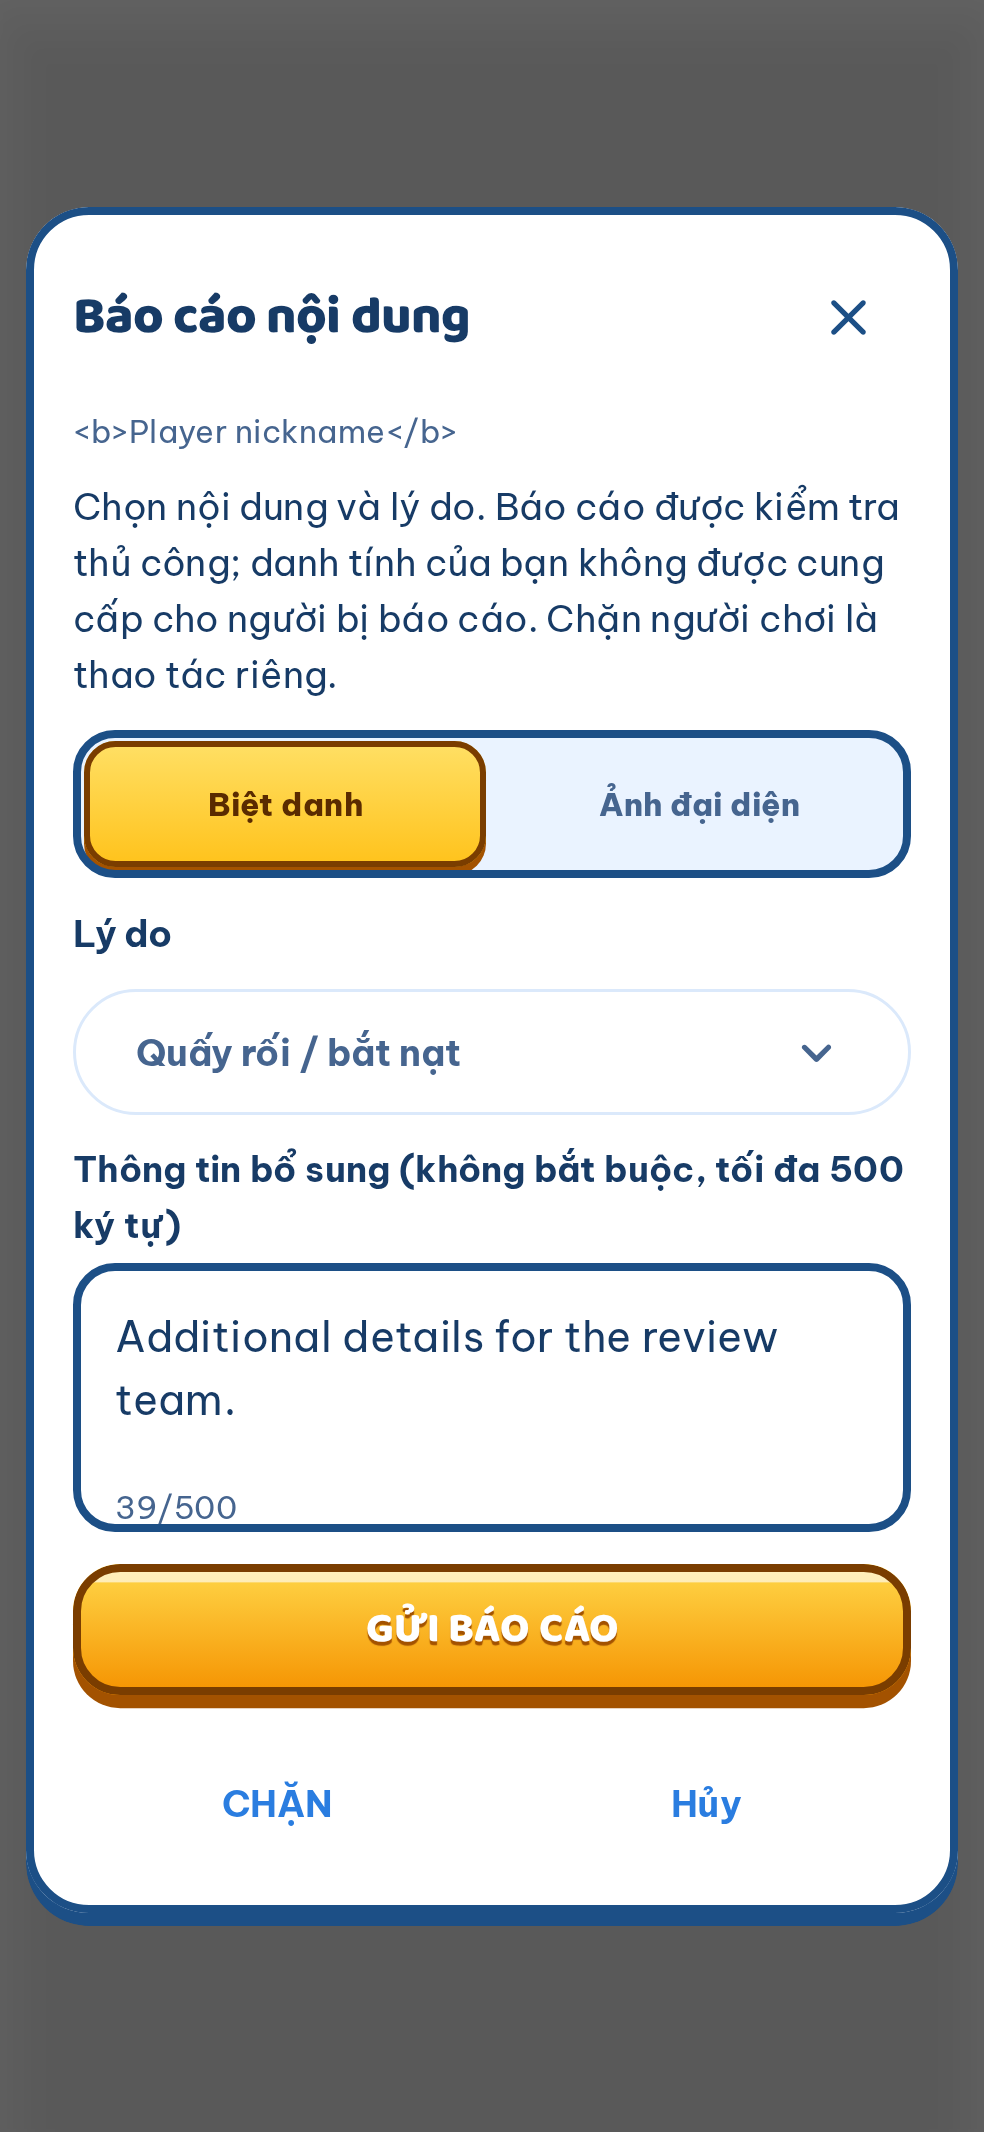 Báo cáo nội dung
<b>Player nickname</b>
Chọn nội dung và lý do. Báo cáo được kiểm tra
thủ công; danh tính của bạn không được cung
cấp cho người bị báo cáo. Chặn người chơi là
thao tác riêng.
Biệt danh
Ảnh đại diện
Lý do
Quấy rối / bắt nạt
Thông tin bổ sung (không bắt buộc, tối đa 500
ký tự)
Additional details for the review
team.
39/500
GỬI BÁO CÁO
CHẶN
Hủy